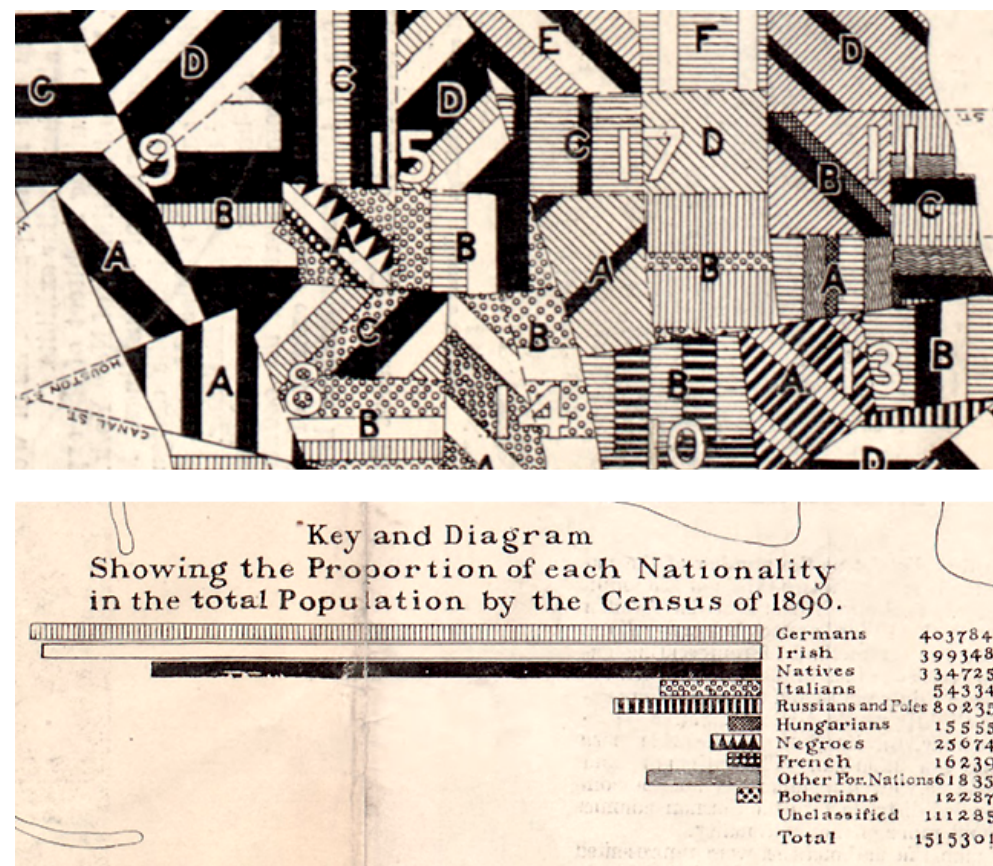 E
F
D
D
C
C
D
ST.
9
15
C
17
D
11
B
B
C
A
B
A
A
B
A
HOUSTON
CANAL ST
A
C
B
8
B
14
A
B
10
A
13
B
D
Key and Diagram
Showing the Proportion of each Nationality
in the total Population by the Census of 1890.
Germans 403784
Irish 399348
Natives 334725
Italians 54334
Russians and Poles 80235
Hungarians 15555
Negroes 25674
French 16239
Other For. Nations 61835
Bohemians 12287
Unclassified 111285
Total 1515301